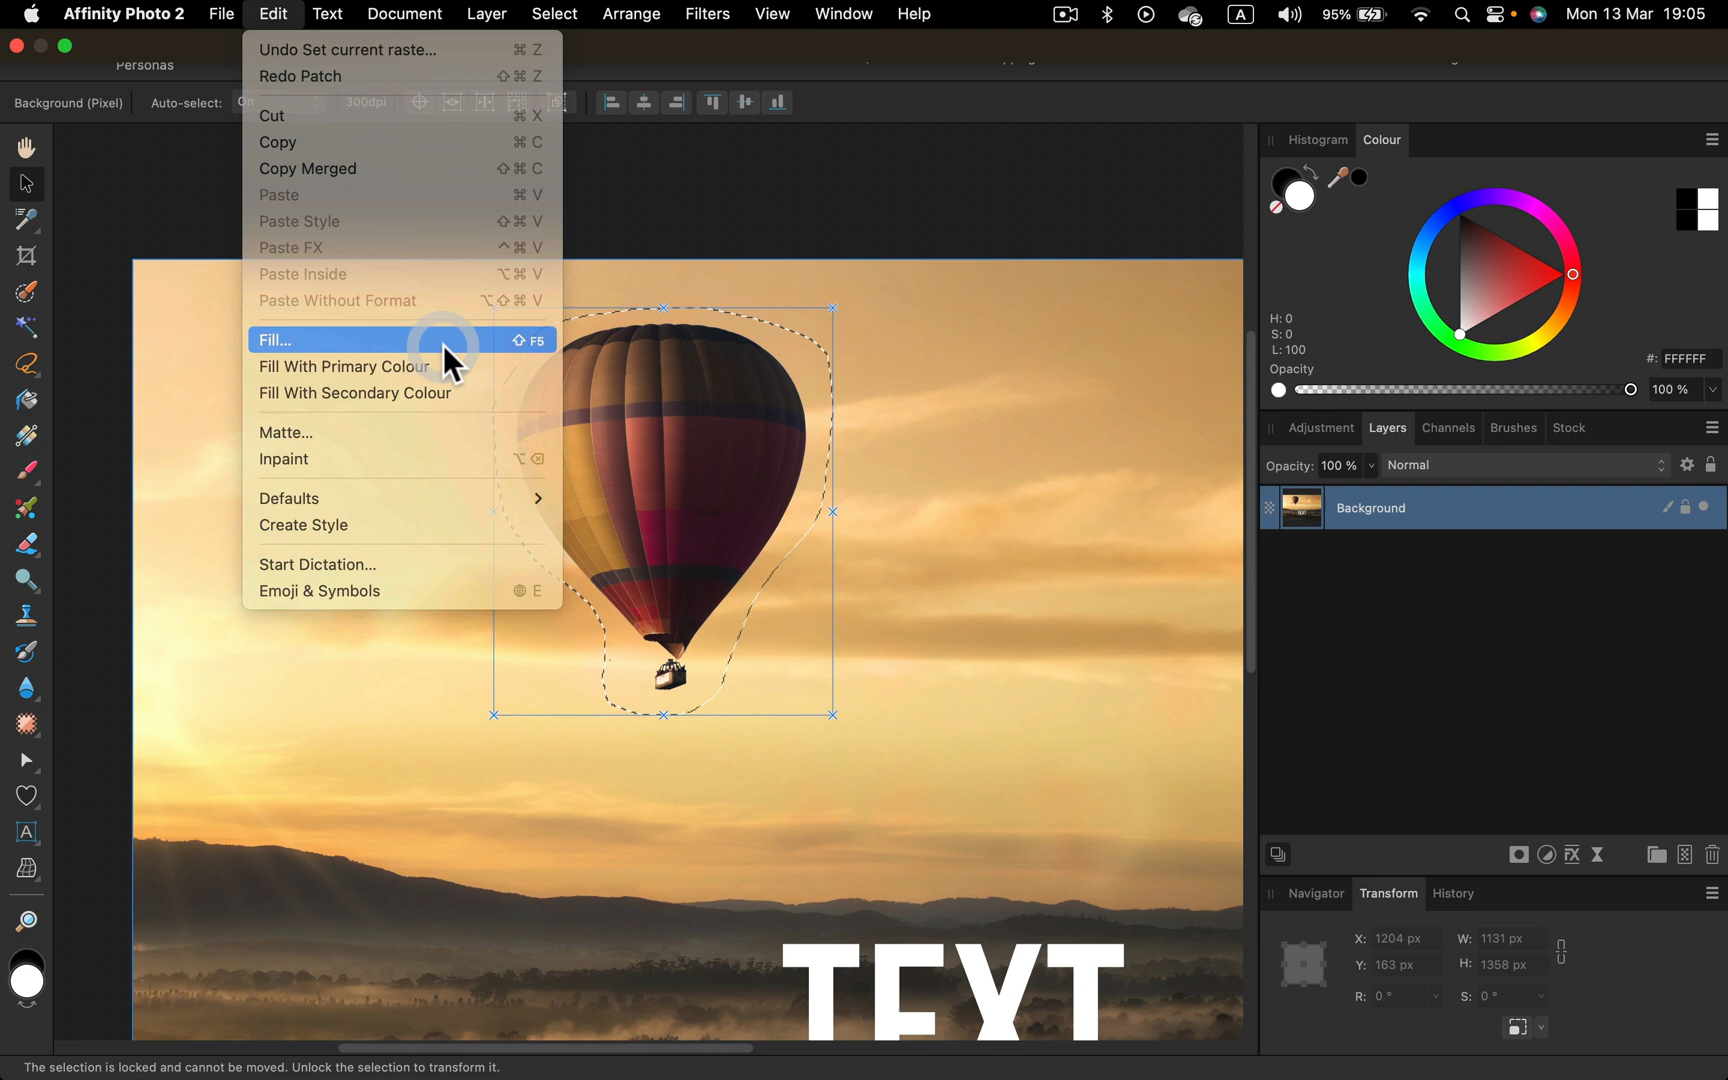 Affinity Photo 2 File Edit Text Document Layer Select Arrange Filters View Window Help A 95% Mon 13 Mar 19:05
Personas
Background (Pixel) Auto-select: On 300dpi
Undo Set current raste... ⌘ Z
Redo Patch ⇧ ⌘ Z
Cut ⌘ X
Copy ⌘ C
Copy Merged ⇧ ⌘ C
Paste ⌘ V
Paste Style ⇧ ⌘ V
Paste FX ^ ⌘ V
Paste Inside ⌥ ⌘ V
Paste Without Format ⌥ ⇧ ⌘ V
Fill... ⇧ F5
Fill With Primary Colour
Fill With Secondary Colour
Matte...
Inpaint ⌥ ⌫
Defaults
Create Style
Start Dictation...
Emoji & Symbols E
TEXT
Histogram Colour
H: 0
S: 0
L: 100
#: FFFFFF
Opacity
100 %
Adjustment Layers Channels Brushes Stock
Opacity: 100 % Normal
Background
FX
Navigator Transform History
X: 1204 px W: 1131 px
Y: 163 px H: 1358 px
R: 0 ° S: 0 °
A
The selection is locked and cannot be moved. Unlock the selection to transform it.